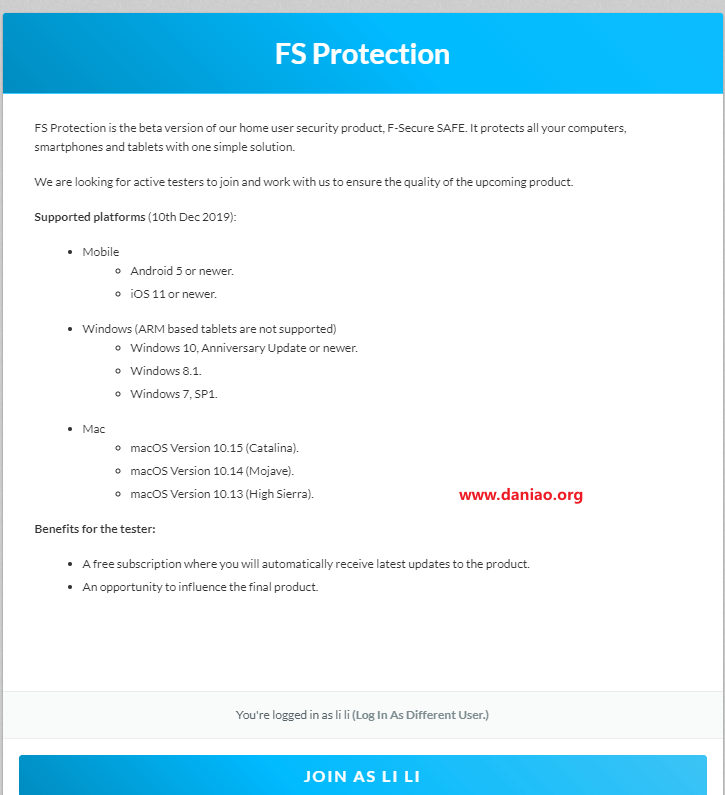 FS Protection
FS Protection is the beta version of our home user security product, F-Secure SAFE. It protects all your computers,
smartphones and tablets with one simple solution.
We are looking for active testers to join and work with us to ensure the quality of the upcoming product.
Supported platforms (10th Dec 2019):
Mobile
Android 5 or newer.
iOS 11 or newer.
Windows (ARM based tablets are not supported)
Windows 10, Anniversary Update or newer.
Windows 8.1.
Windows 7, SP1.
Mac
macOS Version 10.15 (Catalina).
macOS Version 10.14 (Mojave).
macOS Version 10.13 (High Sierra).
www.daniao.org
Benefits for the tester:
A free subscription where you will automatically receive latest updates to the product.
An opportunity to influence the final product.
You're logged in as li li (Log In As Different User.)
JOIN AS LI LI